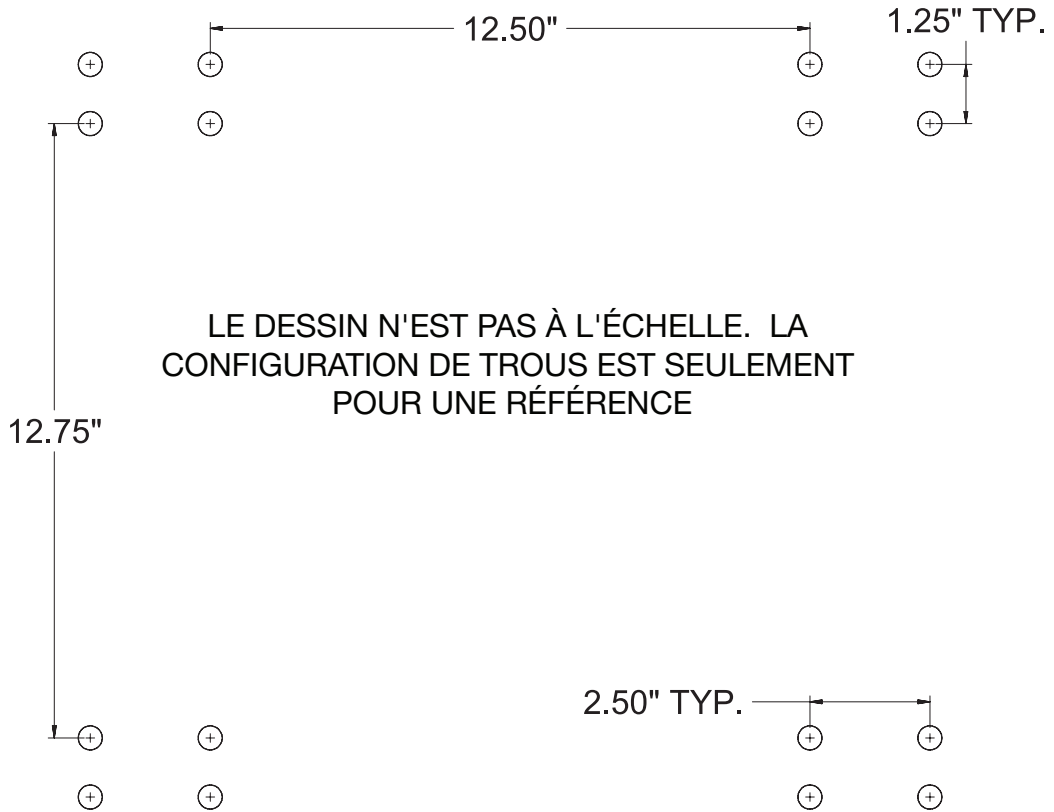 12.50"
1.25" TYP.
LE DESSIN N'EST PAS À L'ÉCHELLE. LA
CONFIGURATION DE TROUS EST SEULEMENT
POUR UNE RÉFÉRENCE
12.75"
2.50" TYP.